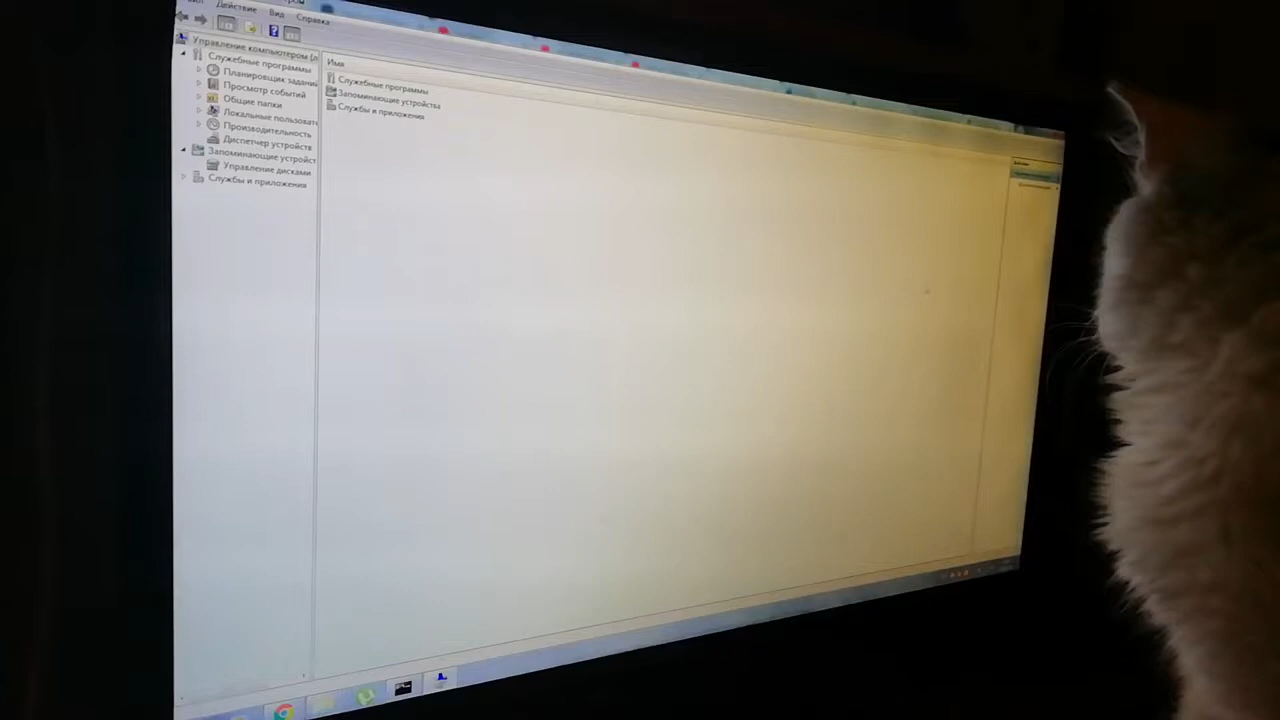 Действие Вид Справка
Управление компьютером (л
Служебные программы
Планировщик заданий
Просмотр событий
Общие папки
Локальные пользоват
Производительность
Диспетчер устройств
Запоминающие устройст
Управление дисками
Службы и приложения
Имя
Служебные программы
Запоминающие устройства
Службы и приложения